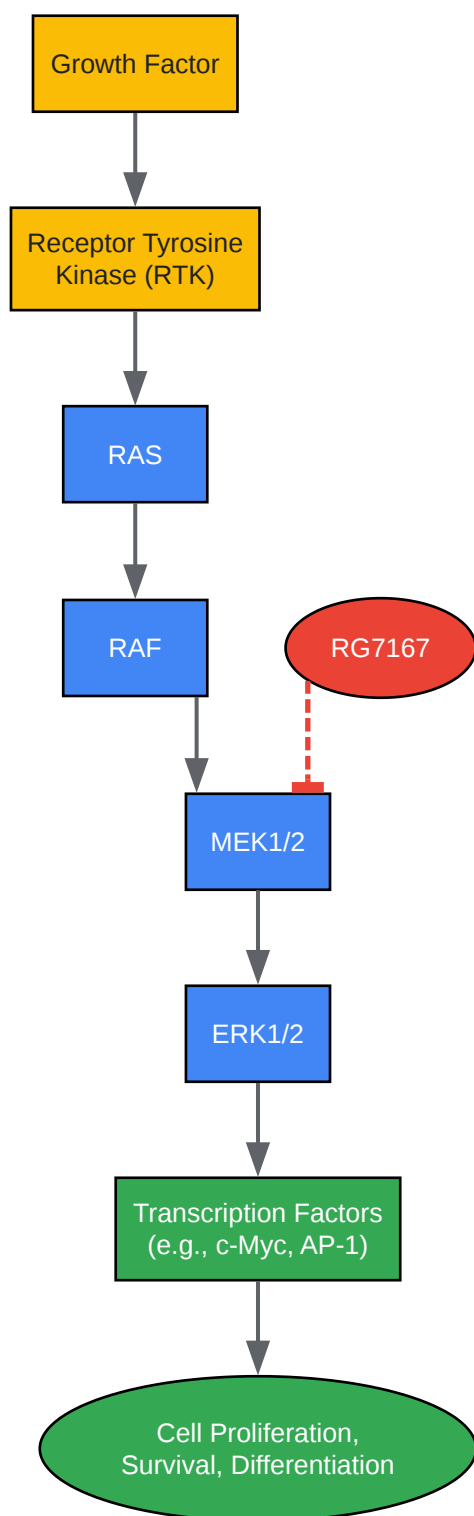 Growth Factor
Receptor Tyrosine
Kinase (RTK)
RAS
RAF
RG7167
MEK1/2
ERK1/2
Transcription Factors
(e.g., c-Myc, AP-1)
Cell Proliferation,
Survival, Differentiation